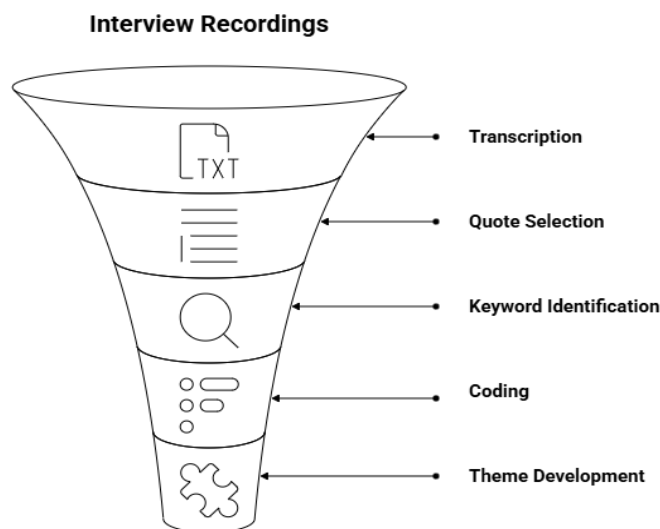 Interview Recordings
TXT
Transcription
Quote Selection
Keyword Identification
Coding
Theme Development